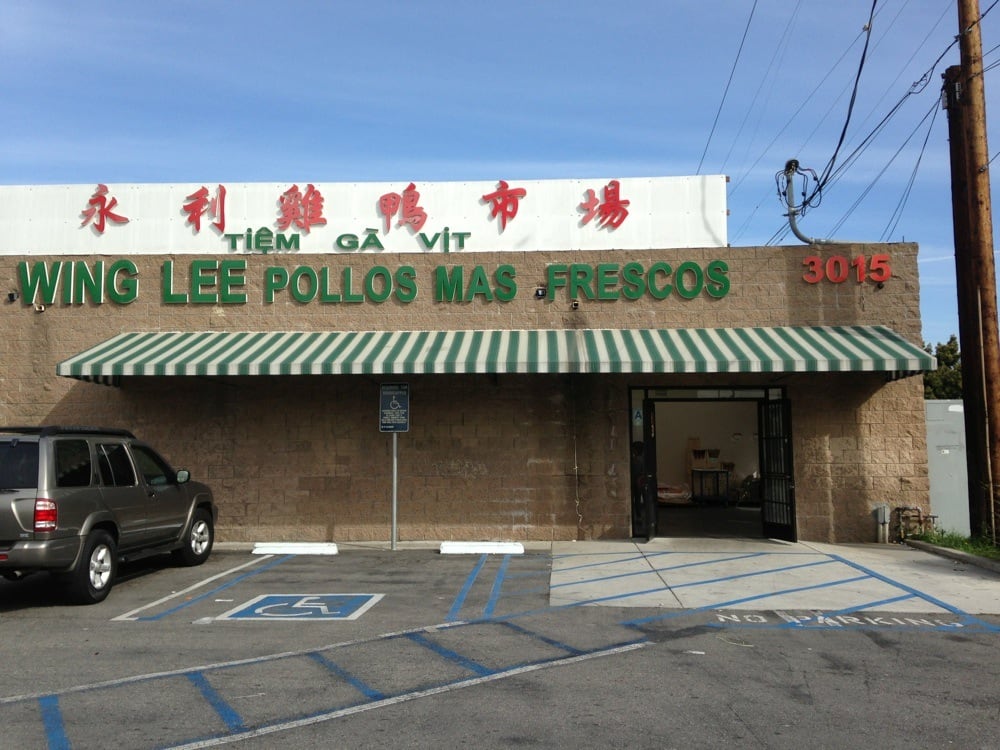 永利雞鴨市場
TIỆM GÀ VỊT
WING LEE POLLOS MAS FRESCOS
3015
A
NO PARKING